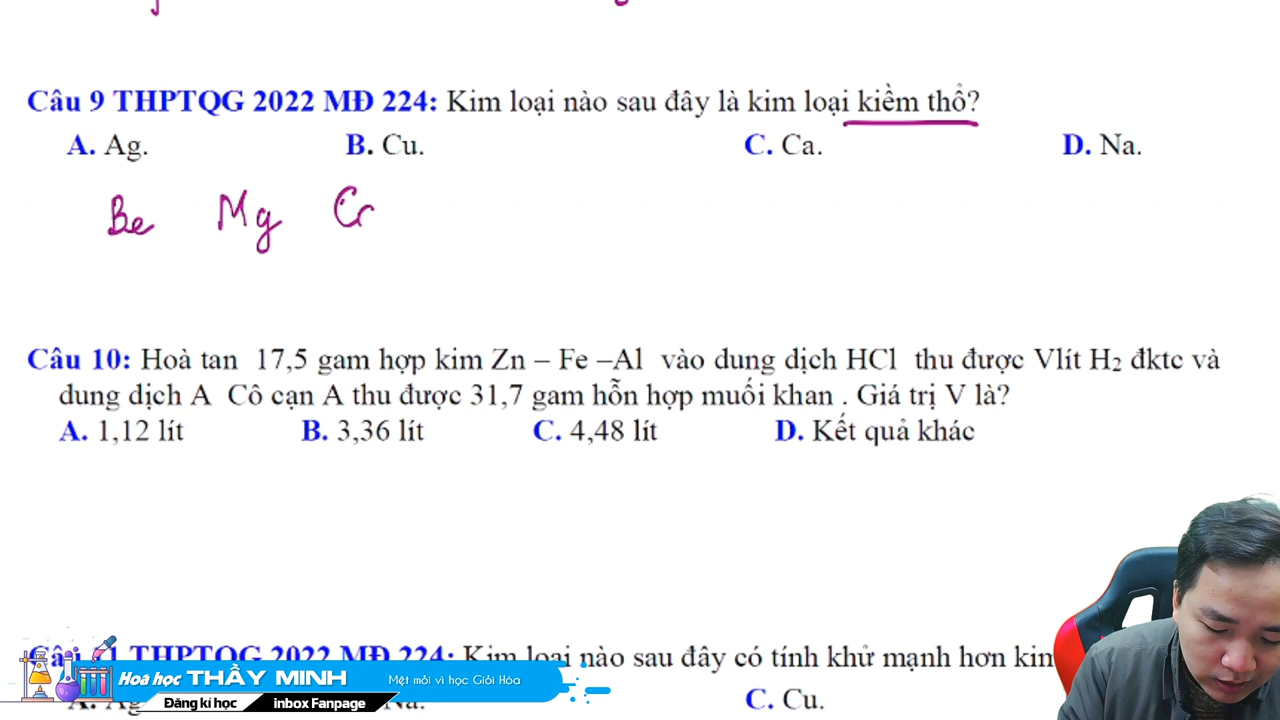 Câu 9 THPTQG 2022 MĐ 224: Kim loại nào sau đây là kim loại kiềm thổ?
A. Ag. B. Cu. C. Ca. D. Na.
Be Mg Cr
Câu 10: Hoà tan 17,5 gam hợp kim Zn – Fe –Al vào dung dịch HCl thu được Vlít H2 đktc và
dung dịch A Cô cạn A thu được 31,7 gam hỗn hợp muối khan . Giá trị V là?
A. 1,12 lít B. 3,36 lít C. 4,48 lít D. Kết quả khác
THPTQG 2022 MĐ 224: Kim loại nào sau đây có tính khử mạnh hơn kim
Hoá học THẦY MINH Mệt mỏi vì học Giỏi Hóa
Đăng kí học inbox Fanpage
Na. C. Cu.